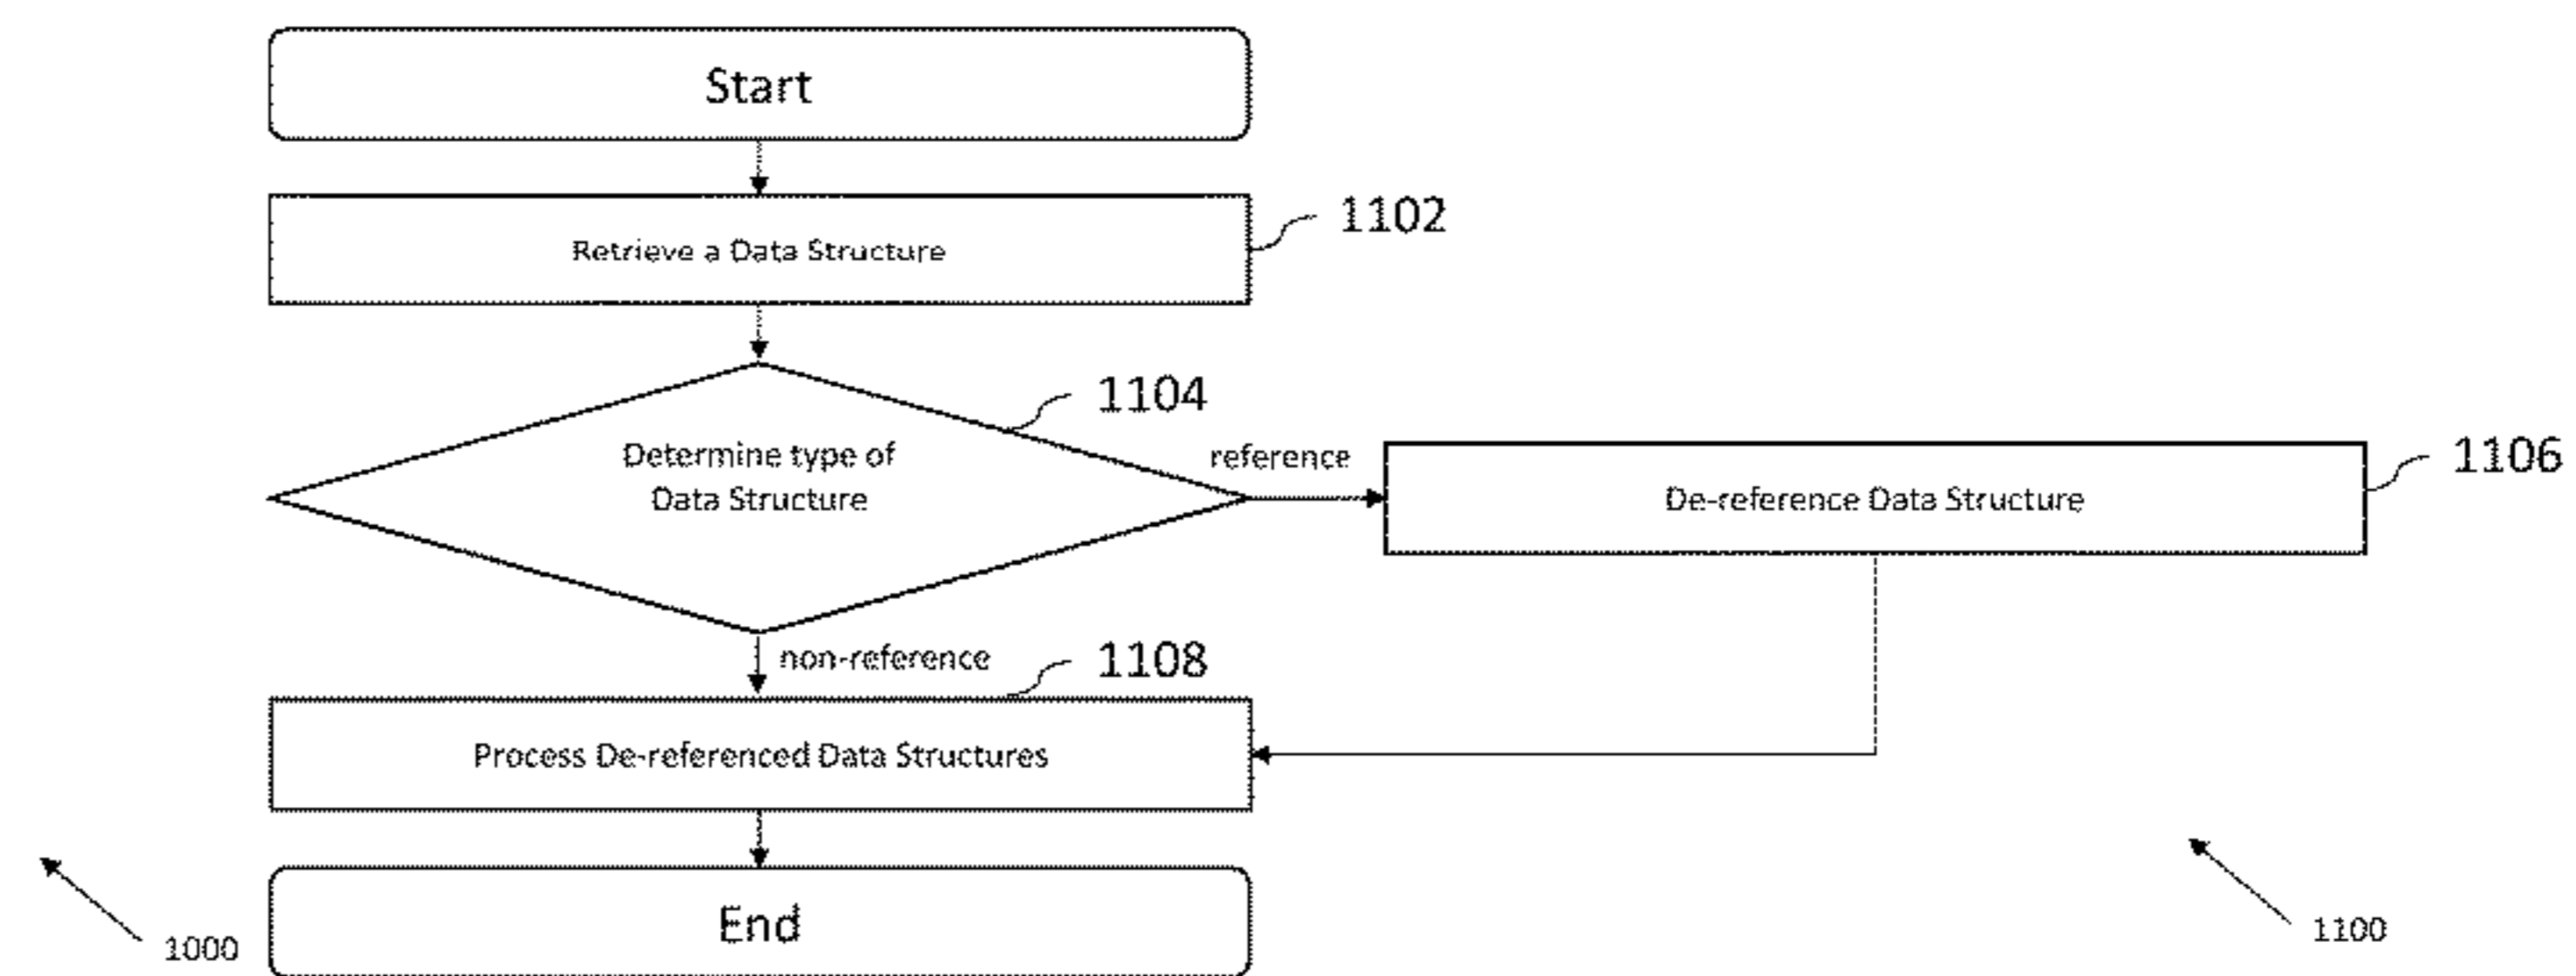 Start
Retrieve a Data Structure
1102
1104
Determine type of
Data Structure
reference
De-reference Data Structure
1106
non-reference
1108
Process De-referenced Data Structures
End
1000
1100